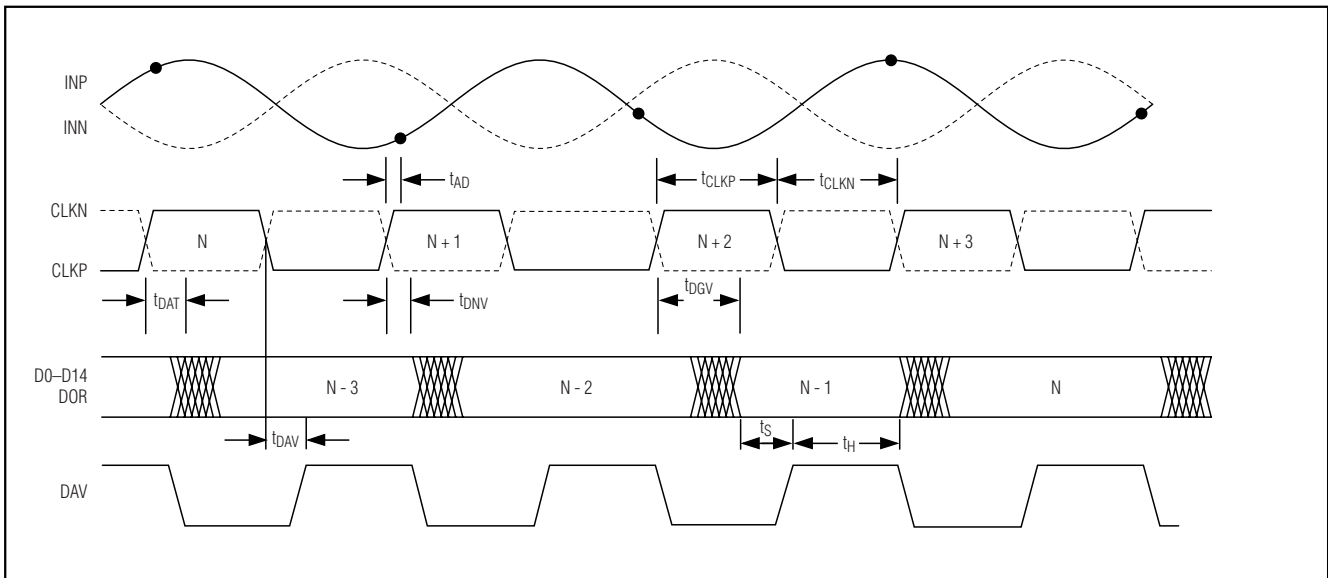 INP
INN
tAD
tCLKP
tCLKN
CLKN
N
N + 1
N + 2
N + 3
CLKP
tDAT
tDNV
tDGV
D0–D14
DOR
N - 3
N - 2
N - 1
N
tDAV
tS
tH
DAV